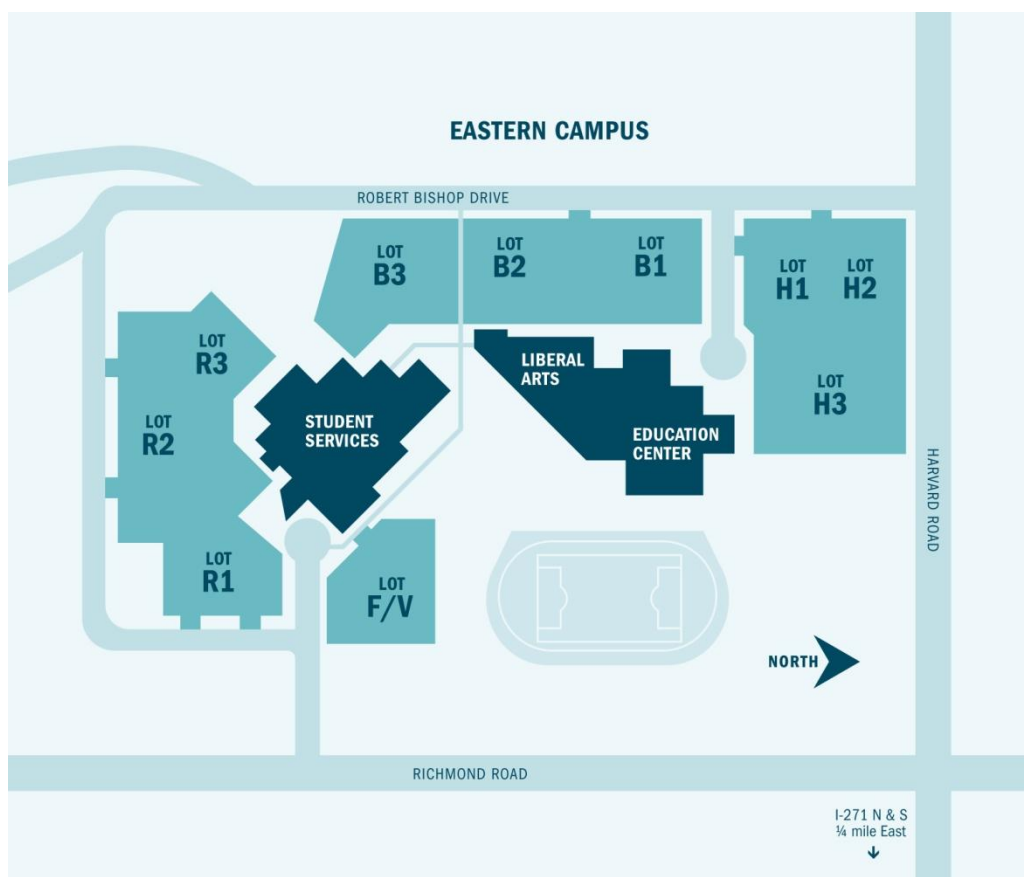 EASTERN CAMPUS
ROBERT BISHOP DRIVE
LOT
B3
LOT
B2
LOT
B1
LOT
H1
LOT
H2
LOT
R3
LIBERAL
ARTS
LOT
H3
LOT
R2
STUDENT
SERVICES
EDUCATION
CENTER
HARVARD ROAD
LOT
R1
LOT
F/V
NORTH
RICHMOND ROAD
I-271 N & S
¼ mile East